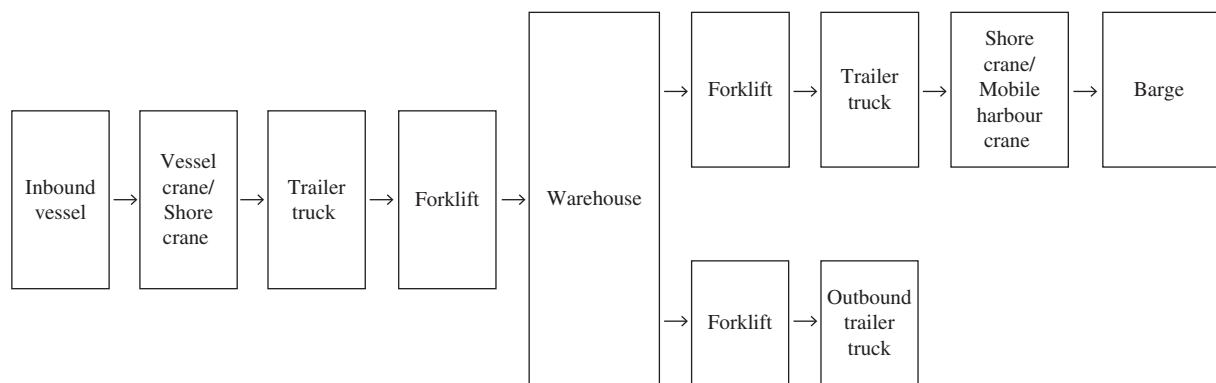 Inbound
vessel
Vessel
crane/
Shore
crane
Trailer
truck
Forklift
Warehouse
Forklift
Trailer
truck
Shore
crane/
Mobile
harbour
crane
Barge
Forklift
Outbound
trailer
truck